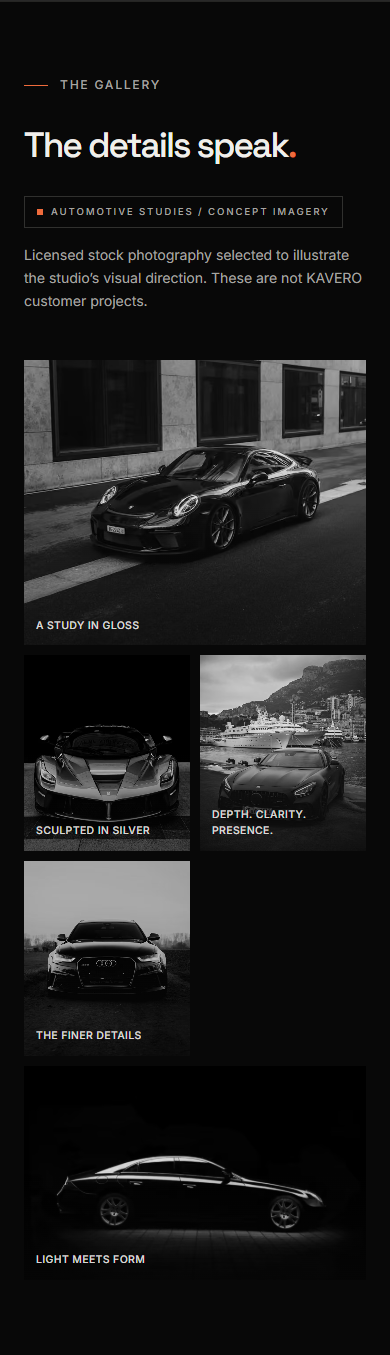 THE GALLERY
The details speak.
AUTOMOTIVE STUDIES / CONCEPT IMAGERY
Licensed stock photography selected to illustrate
the studio’s visual direction. These are not KAVERO
customer projects.
A STUDY IN GLOSS
SCULPTED IN SILVER
DEPTH. CLARITY.
PRESENCE.
THE FINER DETAILS
LIGHT MEETS FORM